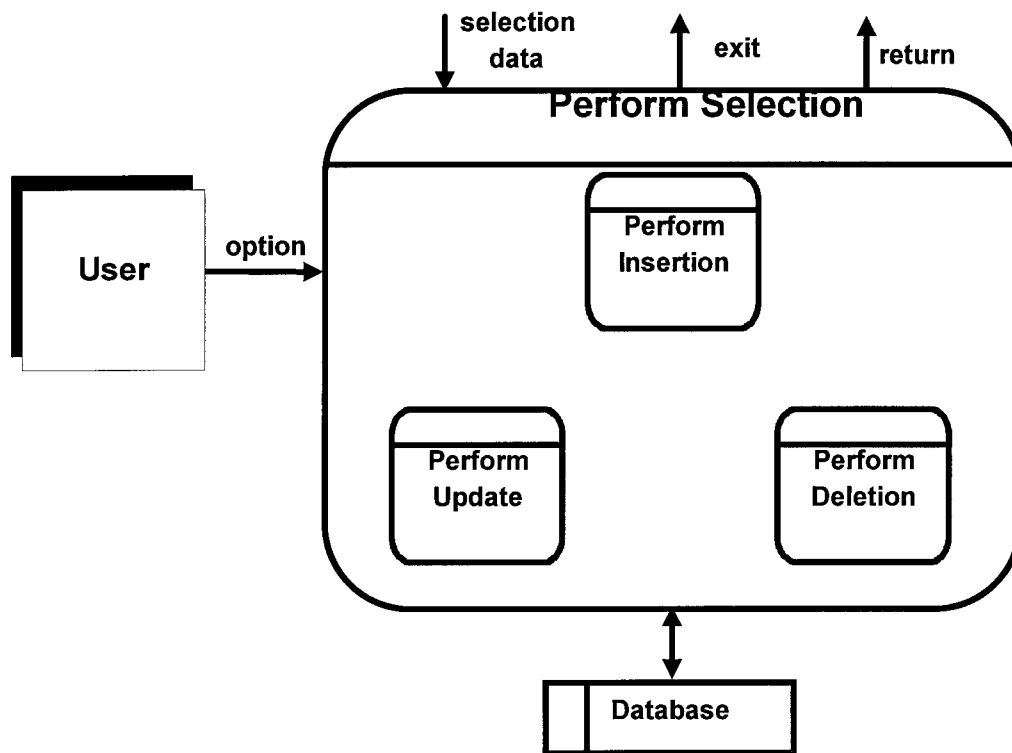 selection
data
exit
return
Perform Selection
Perform
Insertion
option
User
Perform
Update
Perform
Deletion
Database